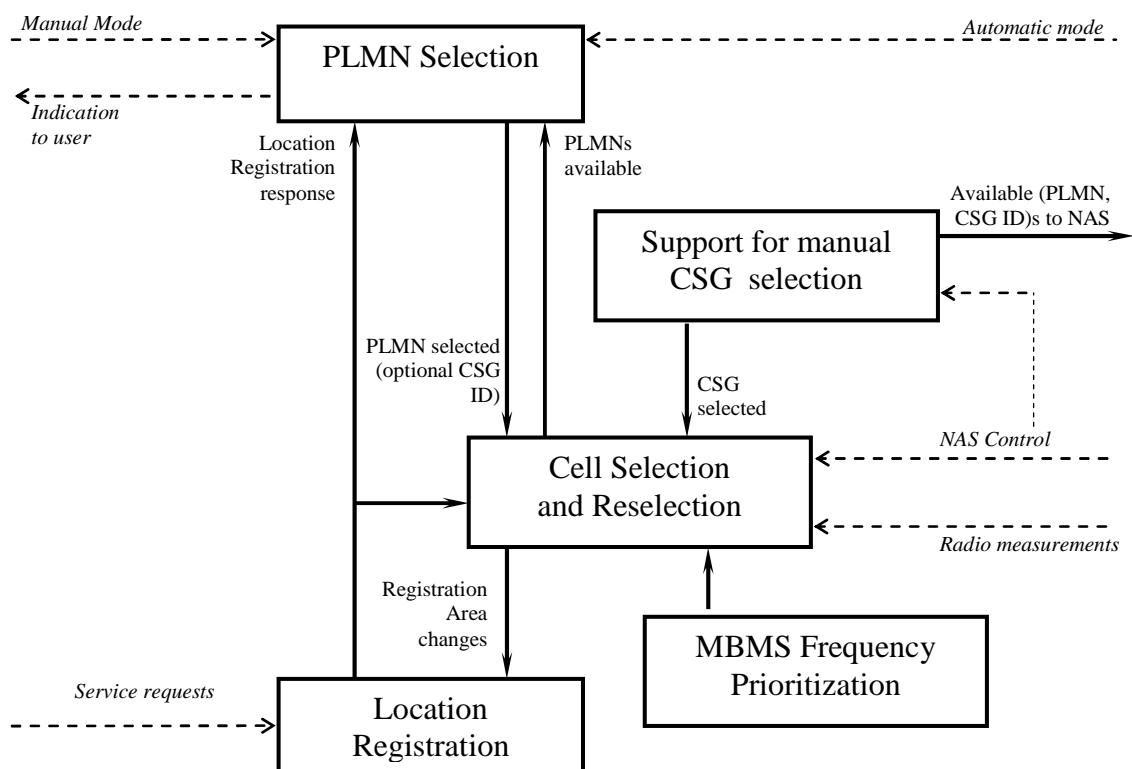 Manual Mode
Automatic mode
PLMN Selection
Indication
to user
Location
Registration
response
PLMNs
available
Available (PLMN,
CSG ID)s to NAS
Support for manual
CSG selection
PLMN selected
(optional CSG
ID)
CSG
selected
NAS Control
Cell Selection
and Reselection
Radio measurements
Registration
Area
changes
MBMS Frequency
Prioritization
Service requests
Location
Registration